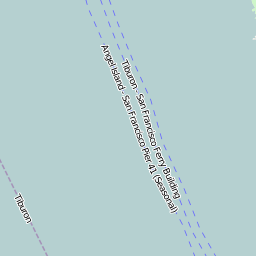 Tiburon - San Francisco Ferry Building
Angel Island - San Francisco Pier 41 (Seasonal)
Tiburon